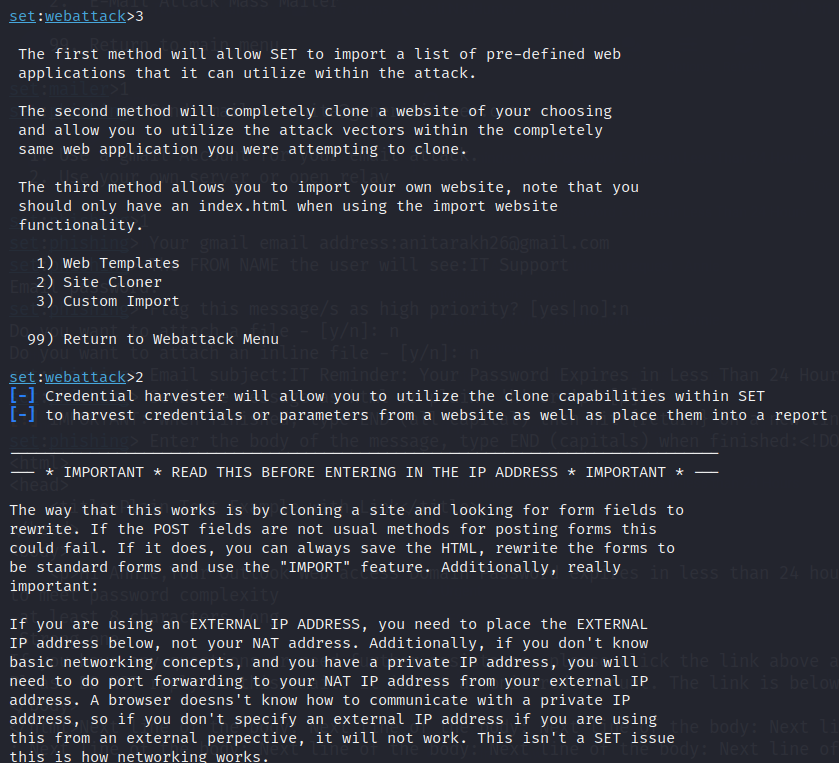 set:webattack>3
The first method will allow SET to import a list of pre-defined web
applications that it can utilize within the attack.
The second method will completely clone a website of your choosing
and allow you to utilize the attack vectors within the completely
same web application you were attempting to clone.
The third method allows you to import your own website, note that you
should only have an index.html when using the import website
functionality.
1) Web Templates
2) Site Cloner
3) Custom Import
99) Return to Webattack Menu
set:webattack>2
[-] Credential harvester will allow you to utilize the clone capabilities within SET
[-] to harvest credentials or parameters from a website as well as place them into a report
--- * IMPORTANT * READ THIS BEFORE ENTERING IN THE IP ADDRESS * IMPORTANT * ---
The way that this works is by cloning a site and looking for form fields to
rewrite. If the POST fields are not usual methods for posting forms this
could fail. If it does, you can always save the HTML, rewrite the forms to
be standard forms and use the "IMPORT" feature. Additionally, really
important:
If you are using an EXTERNAL IP ADDRESS, you need to place the EXTERNAL
IP address below, not your NAT address. Additionally, if you don't know
basic networking concepts, and you have a private IP address, you will
need to do port forwarding to your NAT IP address from your external IP
address. A browser doesns't know how to communicate with a private IP
address, so if you don't specify an external IP address if you are using
this from an external perpective, it will not work. This isn't a SET issue
this is how networking works.